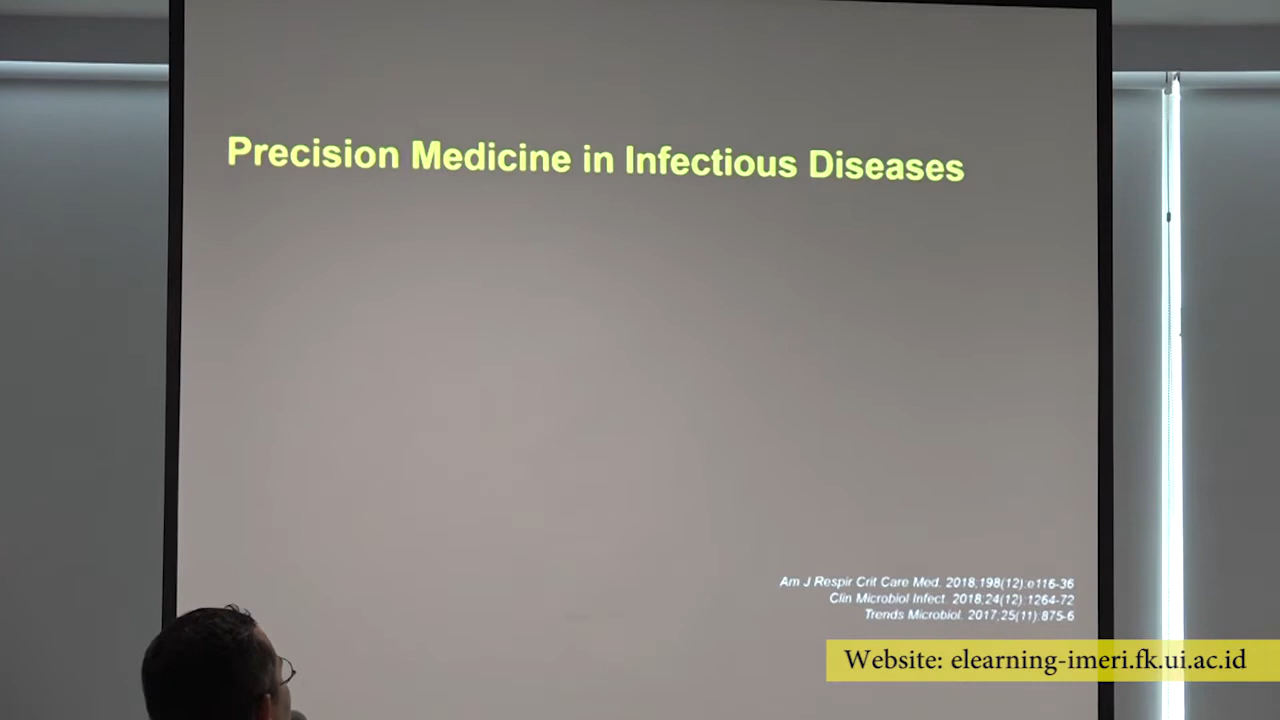 Precision Medicine in Infectious Diseases
Am J Respir Crit Care Med. 2018;198(12):e116-36
Clin Microbiol Infect. 2018;24(12):1264-72
Trends Microbiol. 2017;25(11):875-6
Website: elearning-imeri.fk.ui.ac.id